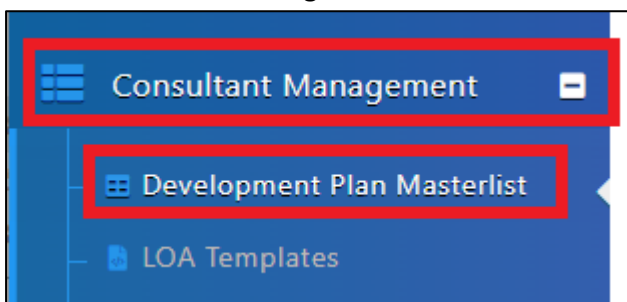 Consultant Management
Development Plan Masterlist
LOA Templates